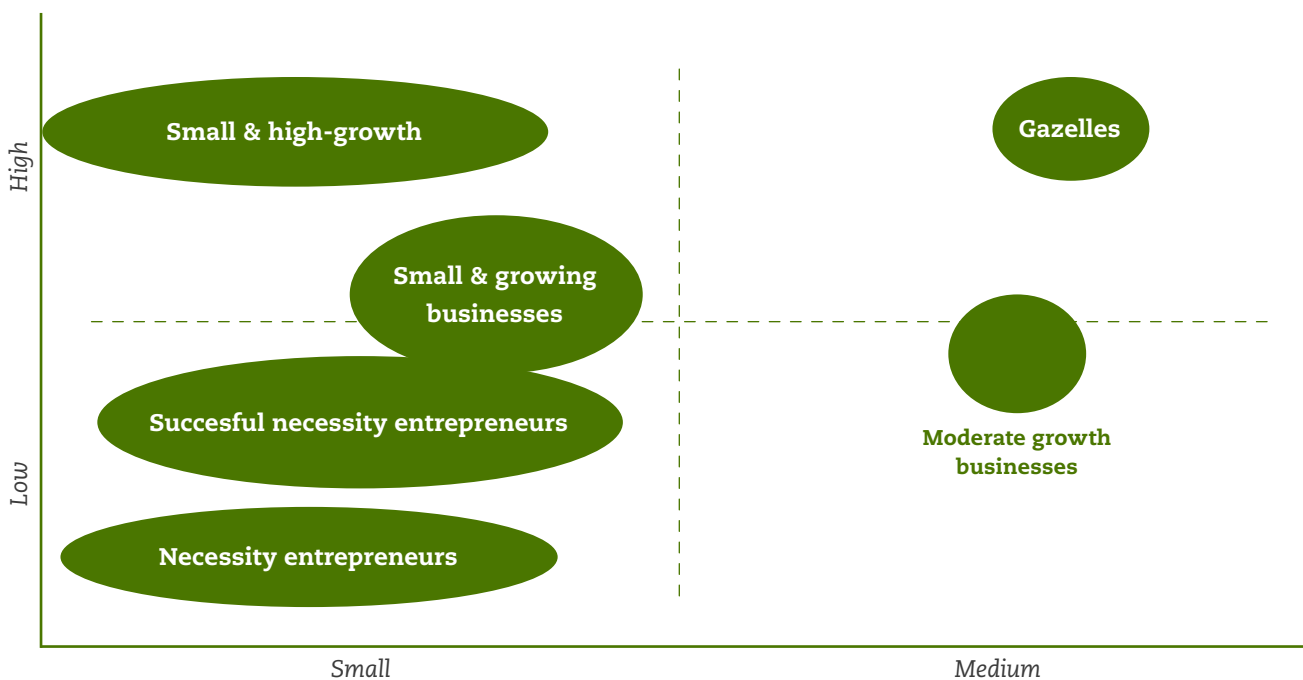 High
Small & high-growth
Gazelles
Small & growing
businesses
Succesful necessity entrepreneurs
Moderate growth
businesses
Low
Necessity entrepreneurs
Small
Medium